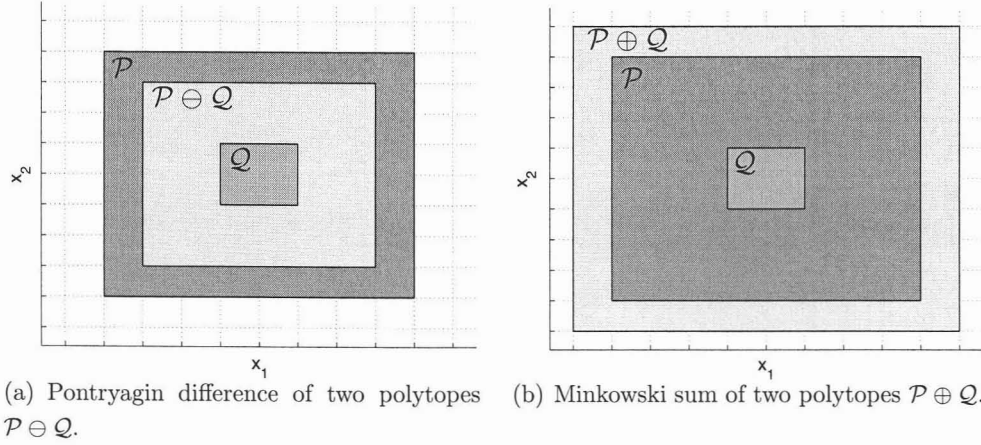 𝒫
𝒫 ⊖ 𝒬
𝒬
x₂
x₁
(a) Pontryagin difference of two polytopes
𝒫 ⊖ 𝒬.
𝒫 ⊕ 𝒬
𝒫
𝒬
x₂
x₁
(b) Minkowski sum of two polytopes 𝒫 ⊕ 𝒬.